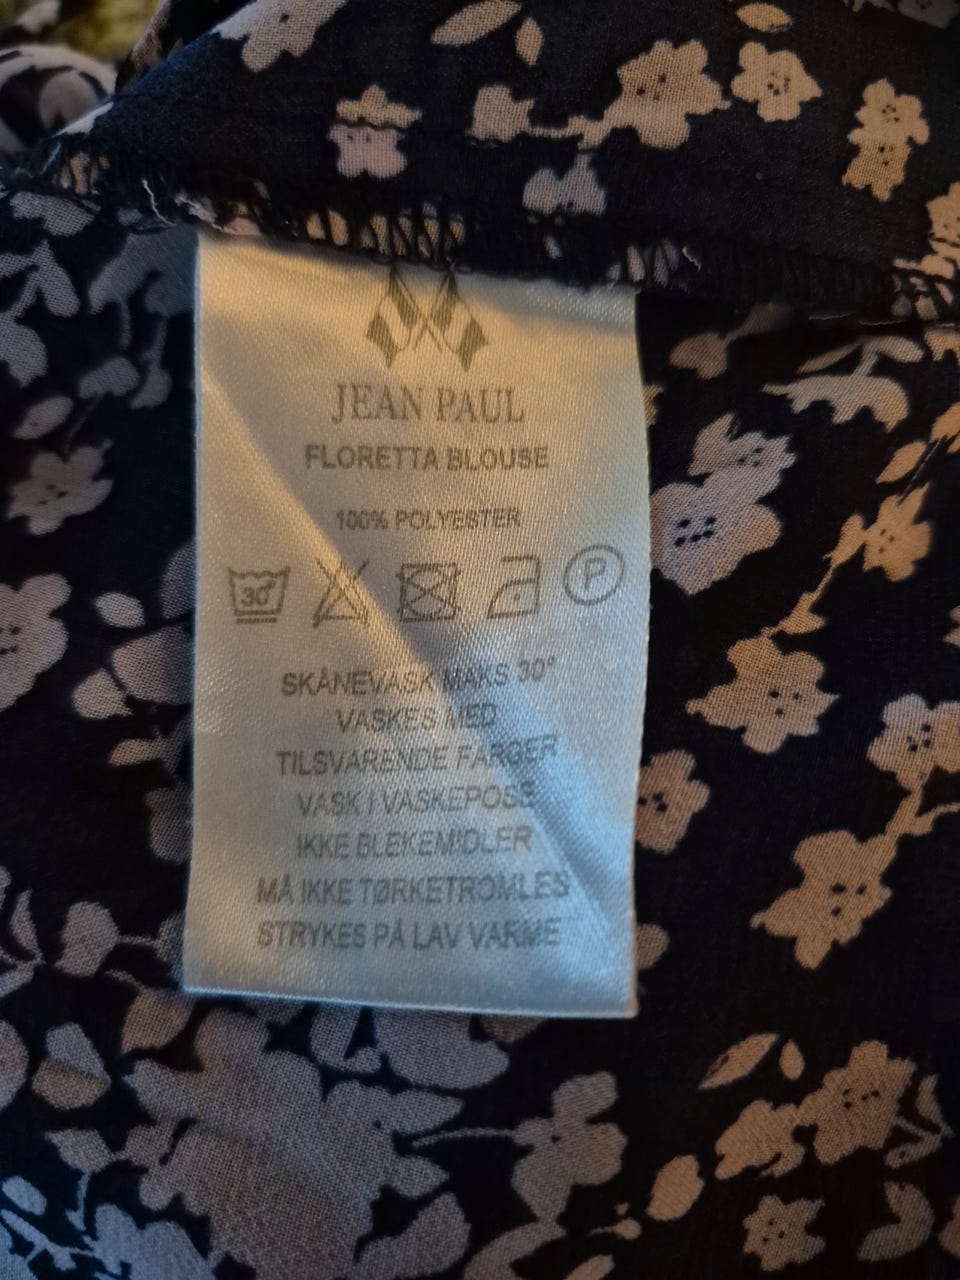 JEAN PAUL
FLORETTA BLOUSE
100% POLYESTER
30° P
SKÅNEVASK MAKS 30°
VASKES MED
TILSVARENDE FARGER
VASK I VASKEPOSE
IKKE BLEKEMIDLER
MÅ IKKE TØRKETROMLES
STRYKES PÅ LAV VARME